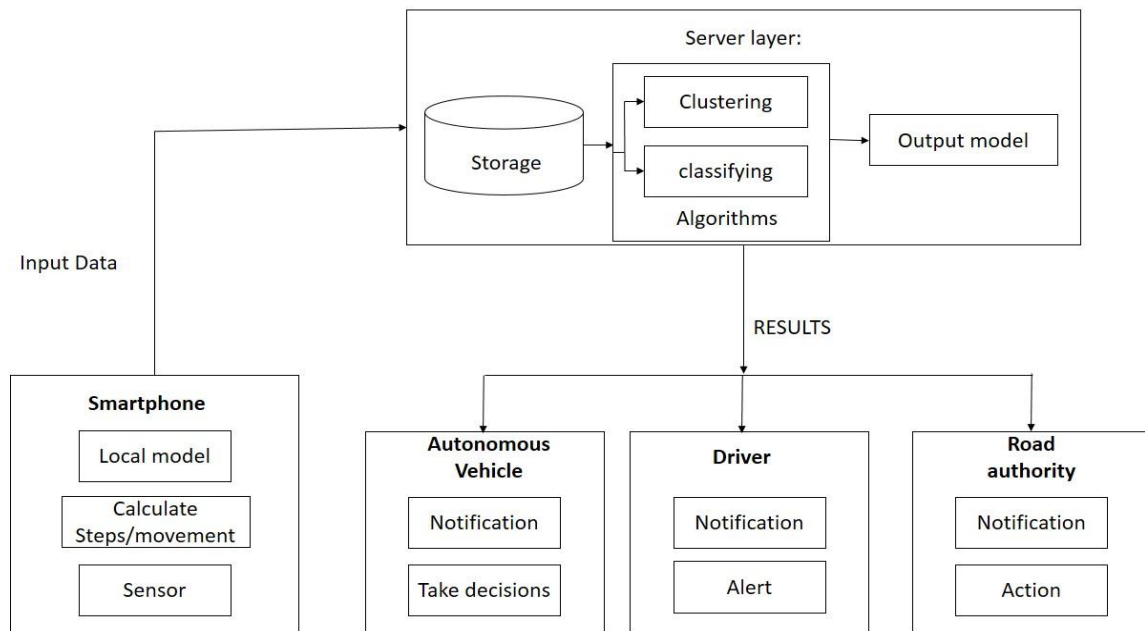 Server layer:
Clustering
Storage
classifying
Algorithms
Output model
Input Data
RESULTS
Smartphone
Local model
Calculate
Steps/movement
Sensor
Autonomous
Vehicle
Notification
Take decisions
Driver
Notification
Alert
Road
authority
Notification
Action